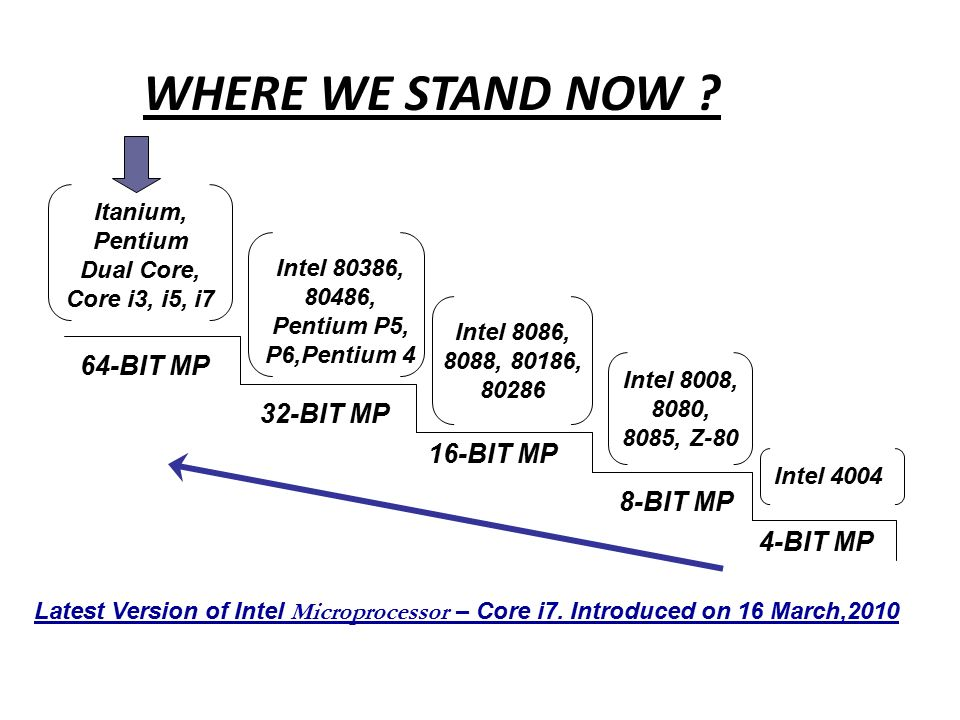 WHERE WE STAND NOW ?
Itanium,
Pentium
Dual Core,
Core i3, i5, i7
64-BIT MP
Intel 80386,
80486,
Pentium P5,
P6,Pentium 4
32-BIT MP
Intel 8086,
8088, 80186,
80286
16-BIT MP
Intel 8008,
8080,
8085, Z-80
8-BIT MP
Intel 4004
4-BIT MP
Latest Version of Intel Microprocessor – Core i7. Introduced on 16 March,2010